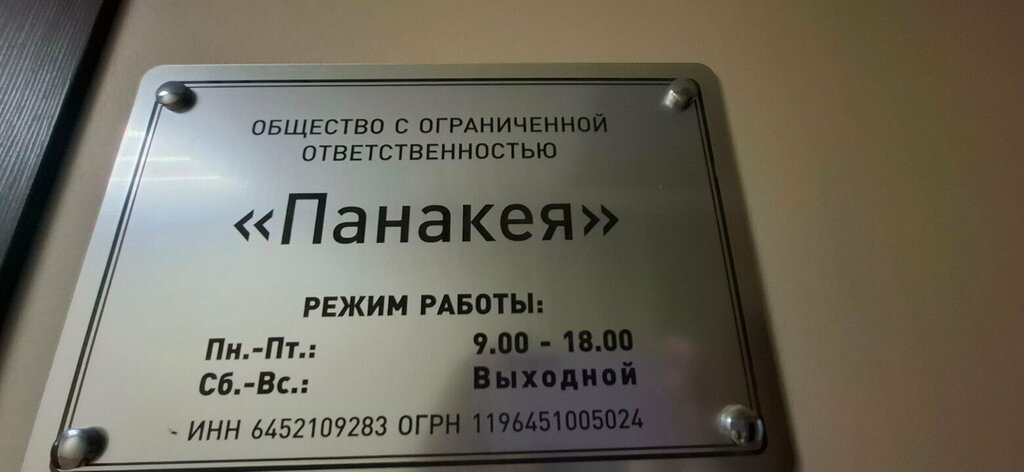 ОБЩЕСТВО С ОГРАНИЧЕННОЙ
ОТВЕТСТВЕННОСТЬЮ
«Панакея»
РЕЖИМ РАБОТЫ:
Пн.-Пт.: 9.00 - 18.00
Сб.-Вс.: Выходной
ИНН 6452109283 ОГРН 1196451005024